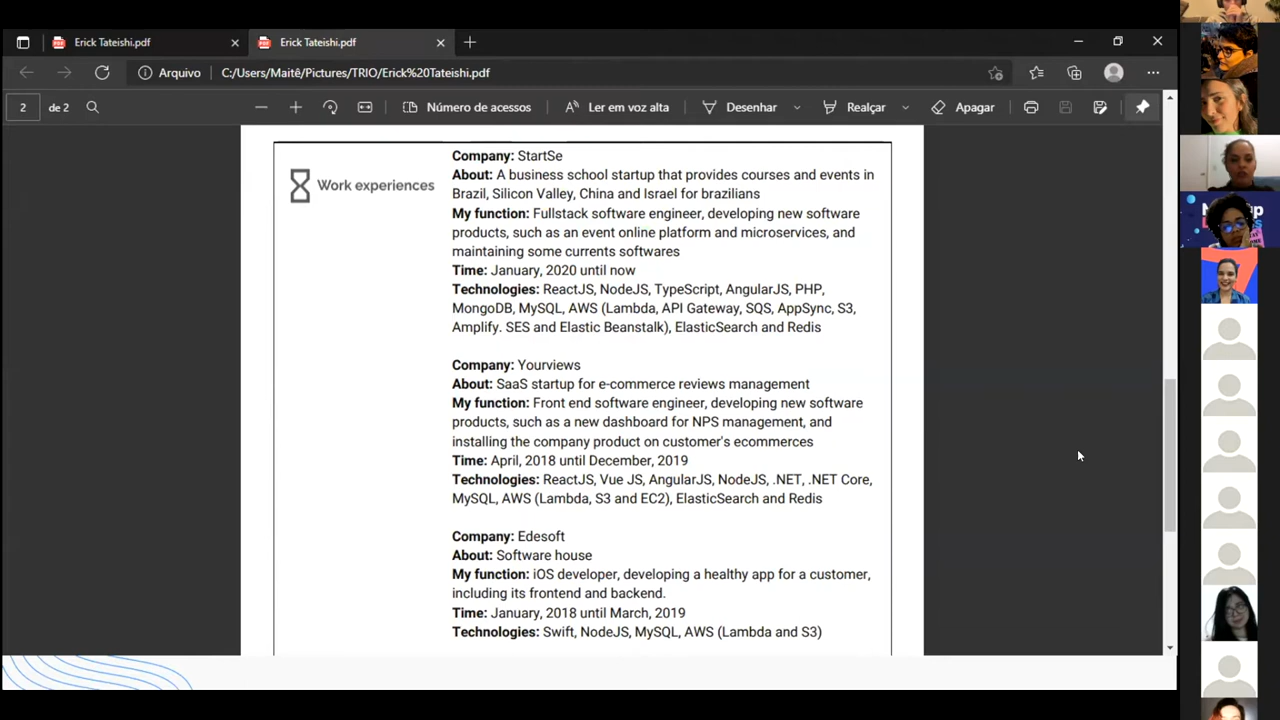 Erick Tateishi.pdf
Erick Tateishi.pdf
Arquivo
C:/Users/Maitê/Pictures/TRIO/Erick%20Tateishi.pdf
2
de 2
Número de acessos
Ler em voz alta
Desenhar
Realçar
Apagar
Work experiences
Company: StartSe
About: A business school startup that provides courses and events in
Brazil, Silicon Valley, China and Israel for brazilians
My function: Fullstack software engineer, developing new software
products, such as an event online platform and microservices, and
maintaining some currents softwares
Time: January, 2020 until now
Technologies: ReactJS, NodeJS, TypeScript, AngularJS, PHP,
MongoDB, MySQL, AWS (Lambda, API Gateway, SQS, AppSync, S3,
Amplify. SES and Elastic Beanstalk), ElasticSearch and Redis
Company: Yourviews
About: SaaS startup for e-commerce reviews management
My function: Front end software engineer, developing new software
products, such as a new dashboard for NPS management, and
installing the company product on customer's ecommerces
Time: April, 2018 until December, 2019
Technologies: ReactJS, Vue JS, AngularJS, NodeJS, .NET, .NET Core,
MySQL, AWS (Lambda, S3 and EC2), ElasticSearch and Redis
Company: Edesoft
About: Software house
My function: iOS developer, developing a healthy app for a customer,
including its frontend and backend.
Time: January, 2018 until March, 2019
Technologies: Swift, NodeJS, MySQL, AWS (Lambda and S3)